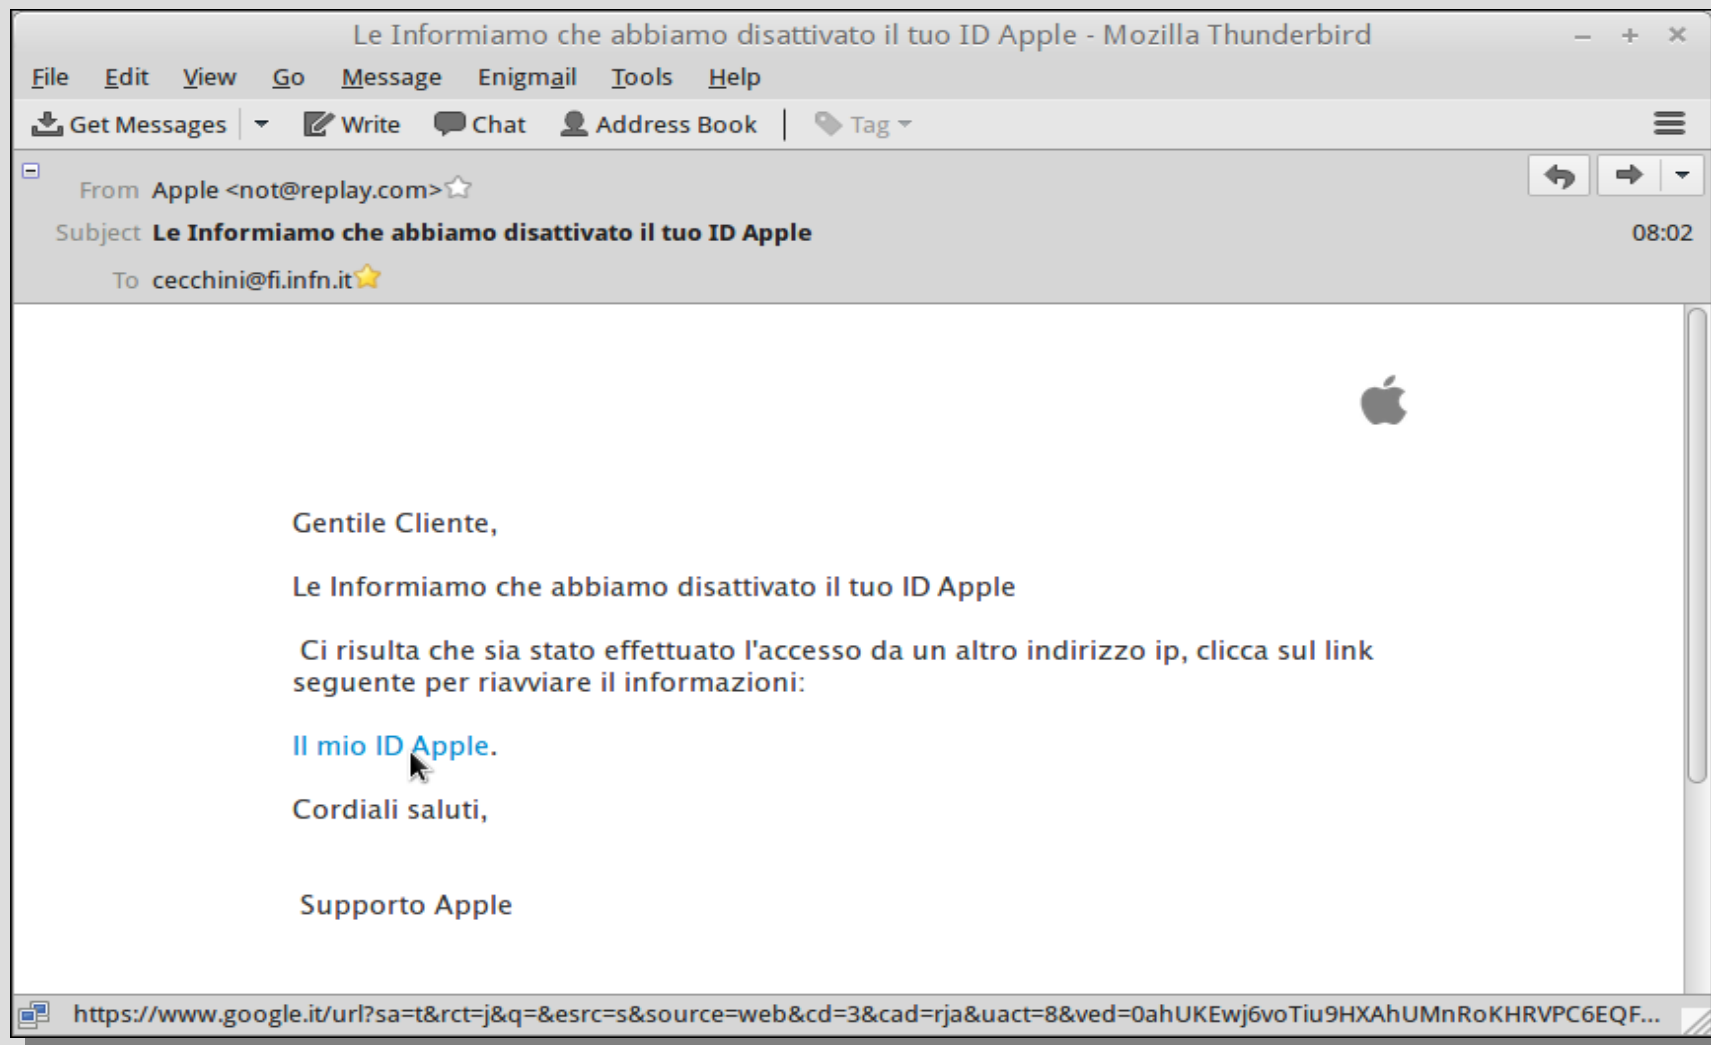 Le Informiamo che abbiamo disattivato il tuo ID Apple - Mozilla Thunderbird
File Edit View Go Message Enigmail Tools Help
Get Messages Write Chat Address Book Tag
From Apple <not@replay.com>
Subject Le Informiamo che abbiamo disattivato il tuo ID Apple 08:02
To cecchini@fi.infn.it
Gentile Cliente,
Le Informiamo che abbiamo disattivato il tuo ID Apple
Ci risulta che sia stato effettuato l'accesso da un altro indirizzo ip, clicca sul link
seguente per riavviare il informazioni:
Il mio ID Apple.
Cordiali saluti,
Supporto Apple
https://www.google.it/url?sa=t&rct=j&q=&esrc=s&source=web&cd=3&cad=rja&uact=8&ved=0ahUKEwj6voTiu9HXAhUMnRoKHRVPC6EQF...